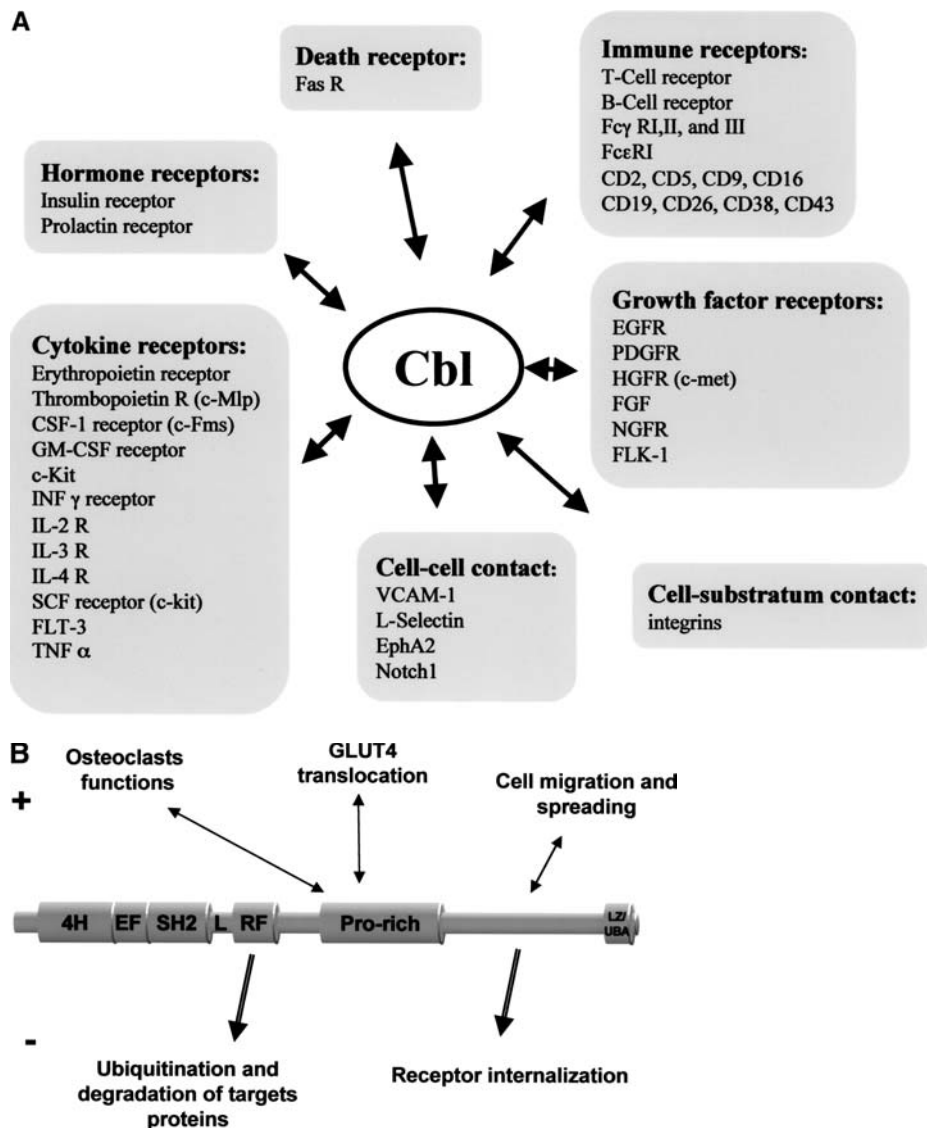 A
Death receptor:
Fas R
Immune receptors:
T-Cell receptor
B-Cell receptor
Fcγ RI,II, and III
FcεRI
CD2, CD5, CD9, CD16
CD19, CD26, CD38, CD43
Hormone receptors:
Insulin receptor
Prolactin receptor
Growth factor receptors:
EGFR
PDGFR
HGFR (c-met)
FGF
NGFR
FLK-1
Cbl
Cytokine receptors:
Erythropoietin receptor
Thrombopoietin R (c-Mlp)
CSF-1 receptor (c-Fms)
GM-CSF receptor
c-Kit
INF γ receptor
IL-2 R
IL-3 R
IL-4 R
SCF receptor (c-kit)
FLT-3
TNF α
Cell-cell contact:
VCAM-1
L-Selectin
EphA2
Notch1
Cell-substratum contact:
integrins
B
+
Osteoclasts
functions
GLUT4
translocation
Cell migration and
spreading
4H EF SH2 L RF Pro-rich LZ/
UBA
-
Ubiquitination and
degradation of targets
proteins
Receptor internalization